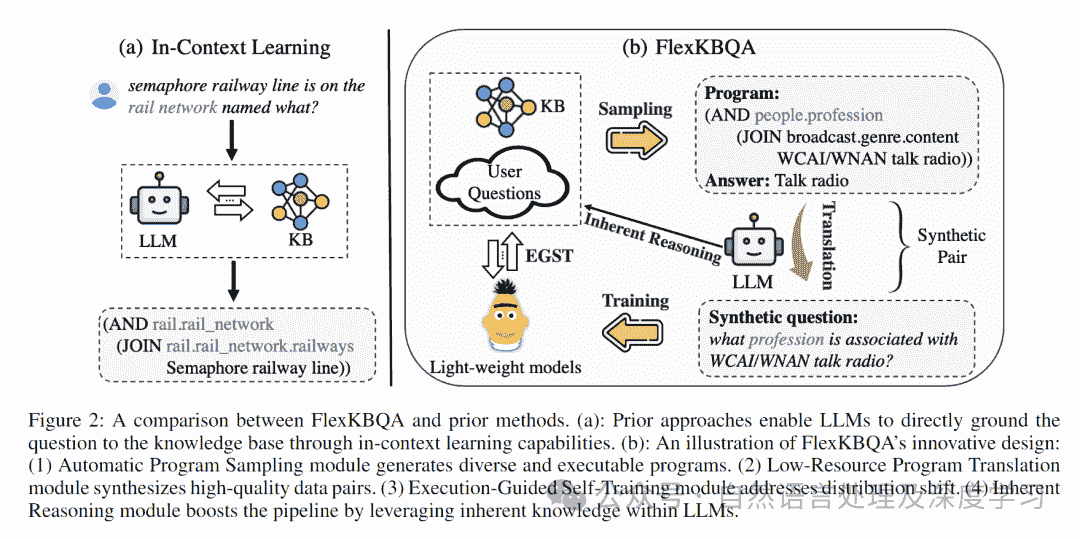 (a) In-Context Learning
semaphore railway line is on the
rail network named what?
LLM
KB
(AND rail.rail_network
(JOIN rail.rail_network.railways
Semaphore railway line))
(b) FlexKBQA
KB
User
Questions
Sampling
Program:
(AND people.profession
(JOIN broadcast.genre.content
WCAI/WNAN talk radio))
Answer: Talk radio
Inherent Reasoning
LLM
Translation
Synthetic
Pair
EGST
Training
Light-weight models
Synthetic question:
what profession is associated with
WCAI/WNAN talk radio?
Figure 2: A comparison between FlexKBQA and prior methods. (a): Prior approaches enable LLMs to directly ground the
question to the knowledge base through in-context learning capabilities. (b): An illustration of FlexKBQA's innovative design:
(1) Automatic Program Sampling module generates diverse and executable programs. (2) Low-Resource Program Translation
module synthesizes high-quality data pairs. (3) Execution-Guided Self-Training module addresses distribution shift. (4) Inherent
Reasoning module boosts the pipeline by leveraging inherent knowledge within LLMs.
公众号 · 自然语言处理及深度学习